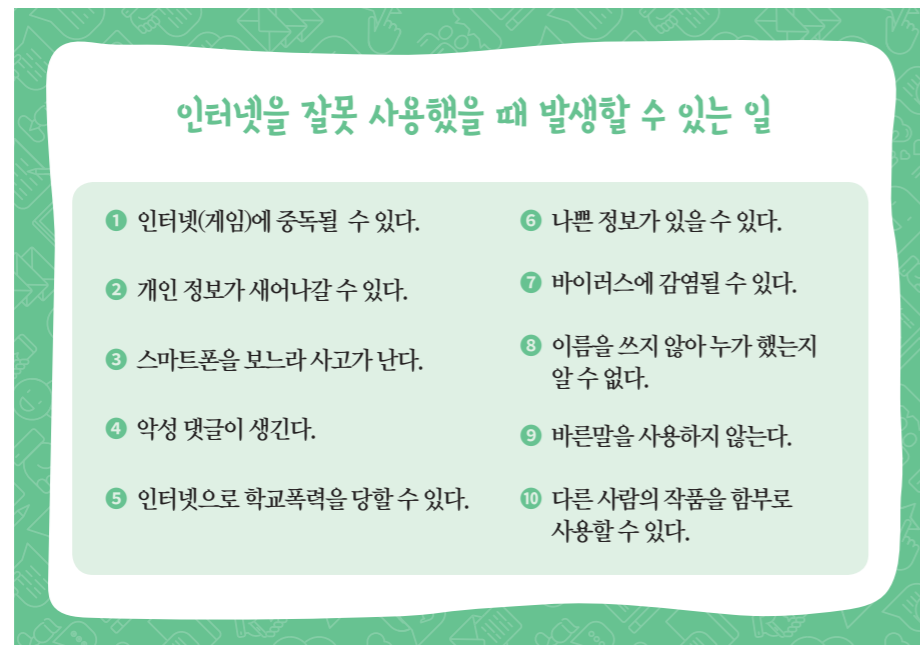 인터넷을 잘못 사용했을 때 발생할 수 있는 일
❶ 인터넷(게임)에 중독될 수 있다.
❷ 개인 정보가 새어나갈 수 있다.
❸ 스마트폰을 보느라 사고가 난다.
❹ 악성 댓글이 생긴다.
❺ 인터넷으로 학교폭력을 당할 수 있다.
❻ 나쁜 정보가 있을 수 있다.
❼ 바이러스에 감염될 수 있다.
❽ 이름을 쓰지 않아 누가 했는지
알 수 없다.
❾ 바른말을 사용하지 않는다.
❿ 다른 사람의 작품을 함부로
사용할 수 있다.